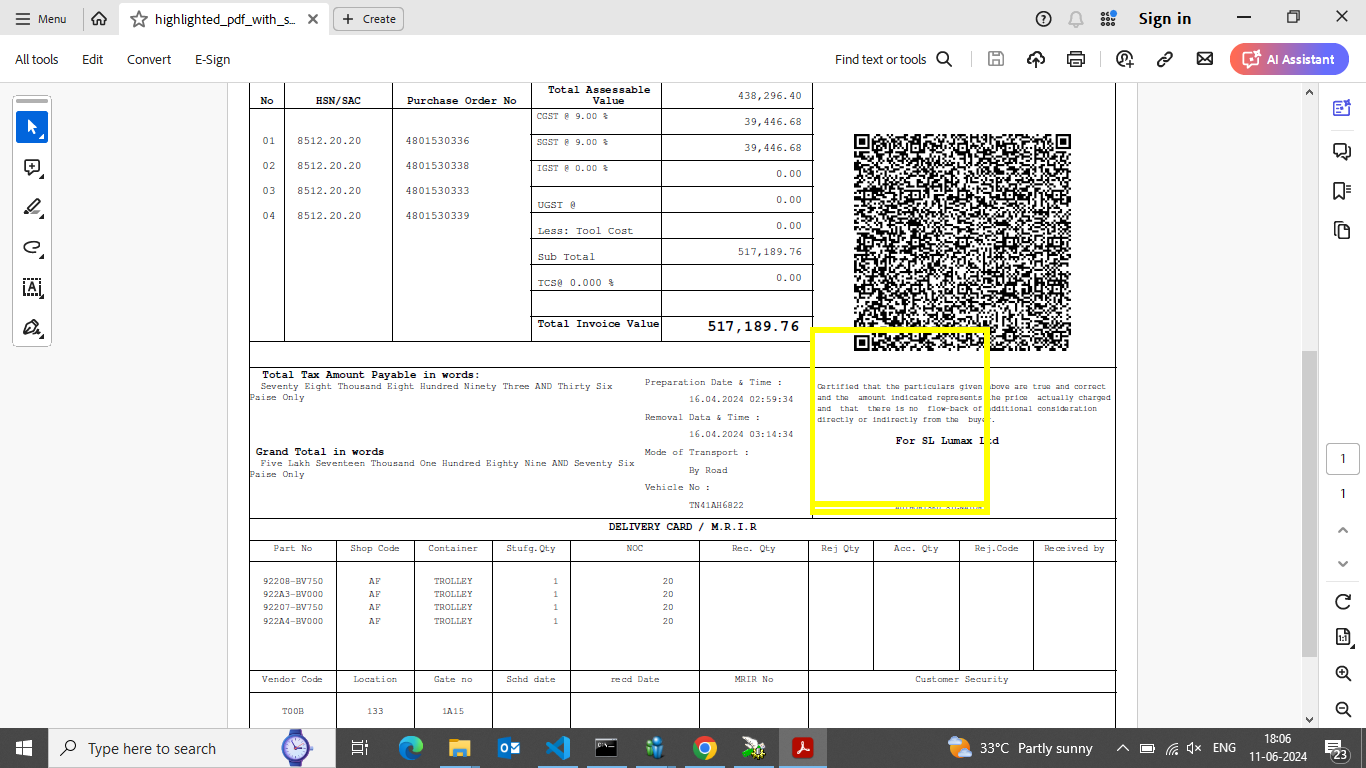 Menu
highlighted_pdf_with_s...
Create
Sign in
All tools
Edit
Convert
E-Sign
Find text or tools
AI Assistant
No HSN/SAC Purchase Order No Total Assessable Value 438,296.40
CGST @ 9.00 % 39,446.68
01 8512.20.20 4801530336 SGST @ 9.00 % 39,446.68
02 8512.20.20 4801530338 IGST @ 0.00 % 0.00
03 8512.20.20 4801530333 UGST @ 0.00
04 8512.20.20 4801530339 Less: Tool Cost 0.00
Sub Total 517,189.76
TCS@ 0.000 % 0.00
Total Invoice Value 517,189.76
Total Tax Amount Payable in words:
Seventy Eight Thousand Eight Hundred Ninety Three AND Thirty Six
Paise Only
Grand Total in words
Five Lakh Seventeen Thousand One Hundred Eighty Nine AND Seventy Six
Paise Only
Preparation Date & Time :
16.04.2024 02:59:34
Removal Data & Time :
16.04.2024 03:14:34
Mode of Transport :
By Road
Vehicle No :
TN41AH6822
Certified that the particulars given above are true and correct
and the amount indicated represents the price actually charged
and that there is no flow-back of additional consideration
directly or indirectly from the buyer.
For SL Lumax Ltd
DELIVERY CARD / M.R.I.R
Part No Shop Code Container Stufg.Qty NOC Rec. Qty Rej Qty Acc. Qty Rej.Code Received by
92208-BV750 AF TROLLEY 1 20
922A3-BV000 AF TROLLEY 1 20
92207-BV750 AF TROLLEY 1 20
922A4-BV000 AF TROLLEY 1 20
Vendor Code Location Gate no Schd date recd Date MRIR No Customer Security
T00B 133 1A15
1
1
Type here to search
33°C Partly sunny
ENG
18:06
11-06-2024
23